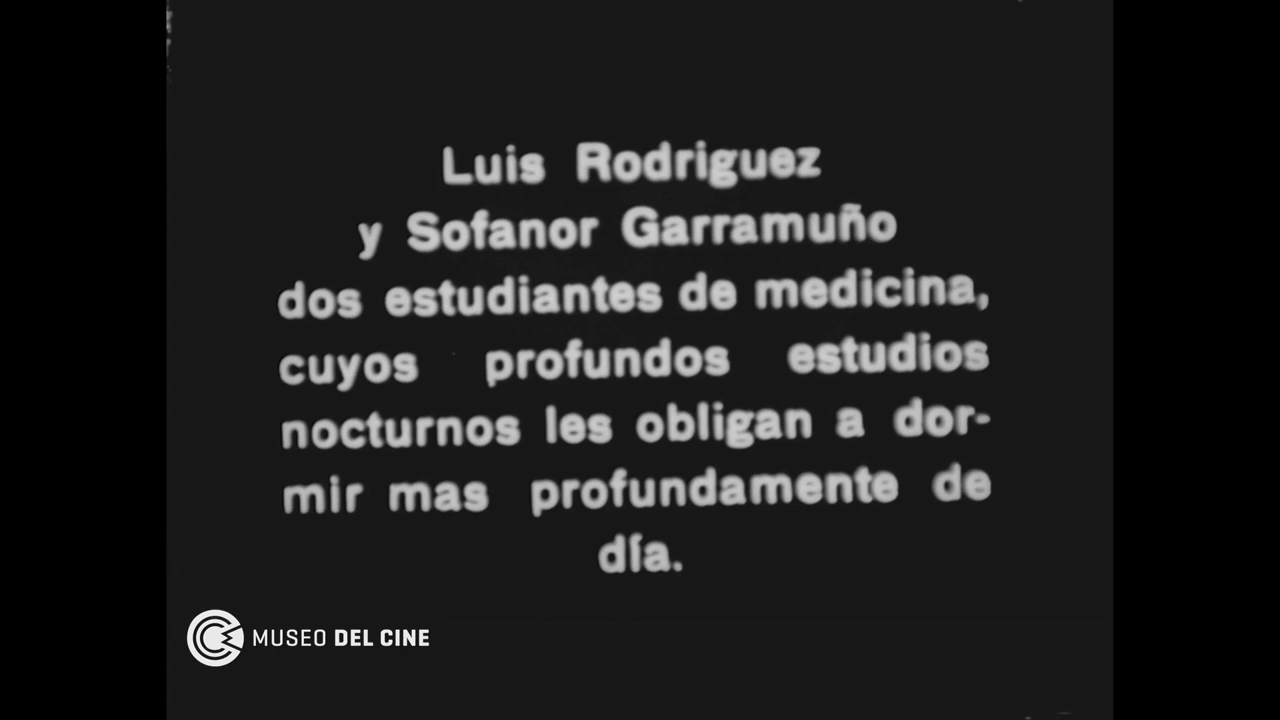 Luis Rodriguez
y Sofanor Garramuño
dos estudiantes de medicina,
cuyos profundos estudios
nocturnos les obligan a dor-
mir mas profundamente de
día.
MUSEO DEL CINE